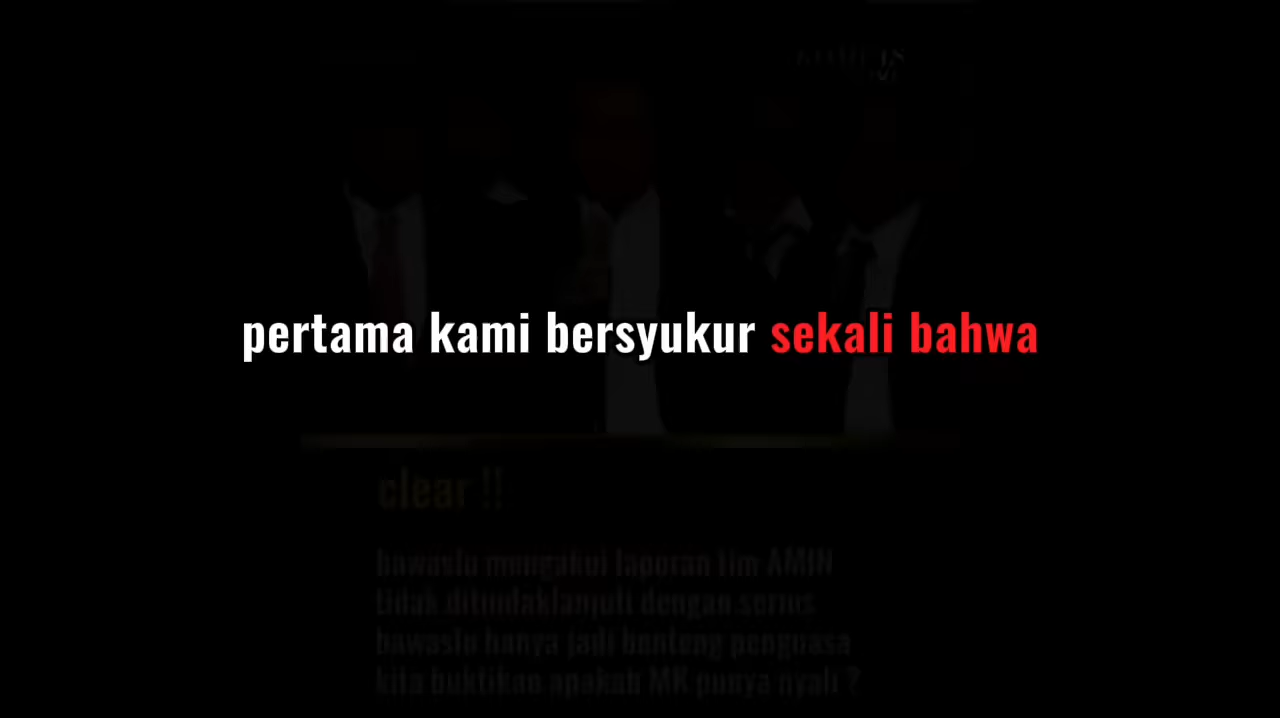 pertama kami bersyukur sekali bahwa
clear !!
bawaslu mengakui laporan tim AMIN
tidak ditindaklanjuti dengan serius
bawaslu hanya jadi benteng penguasa
kita buktikan apakah MK punya nyali ?